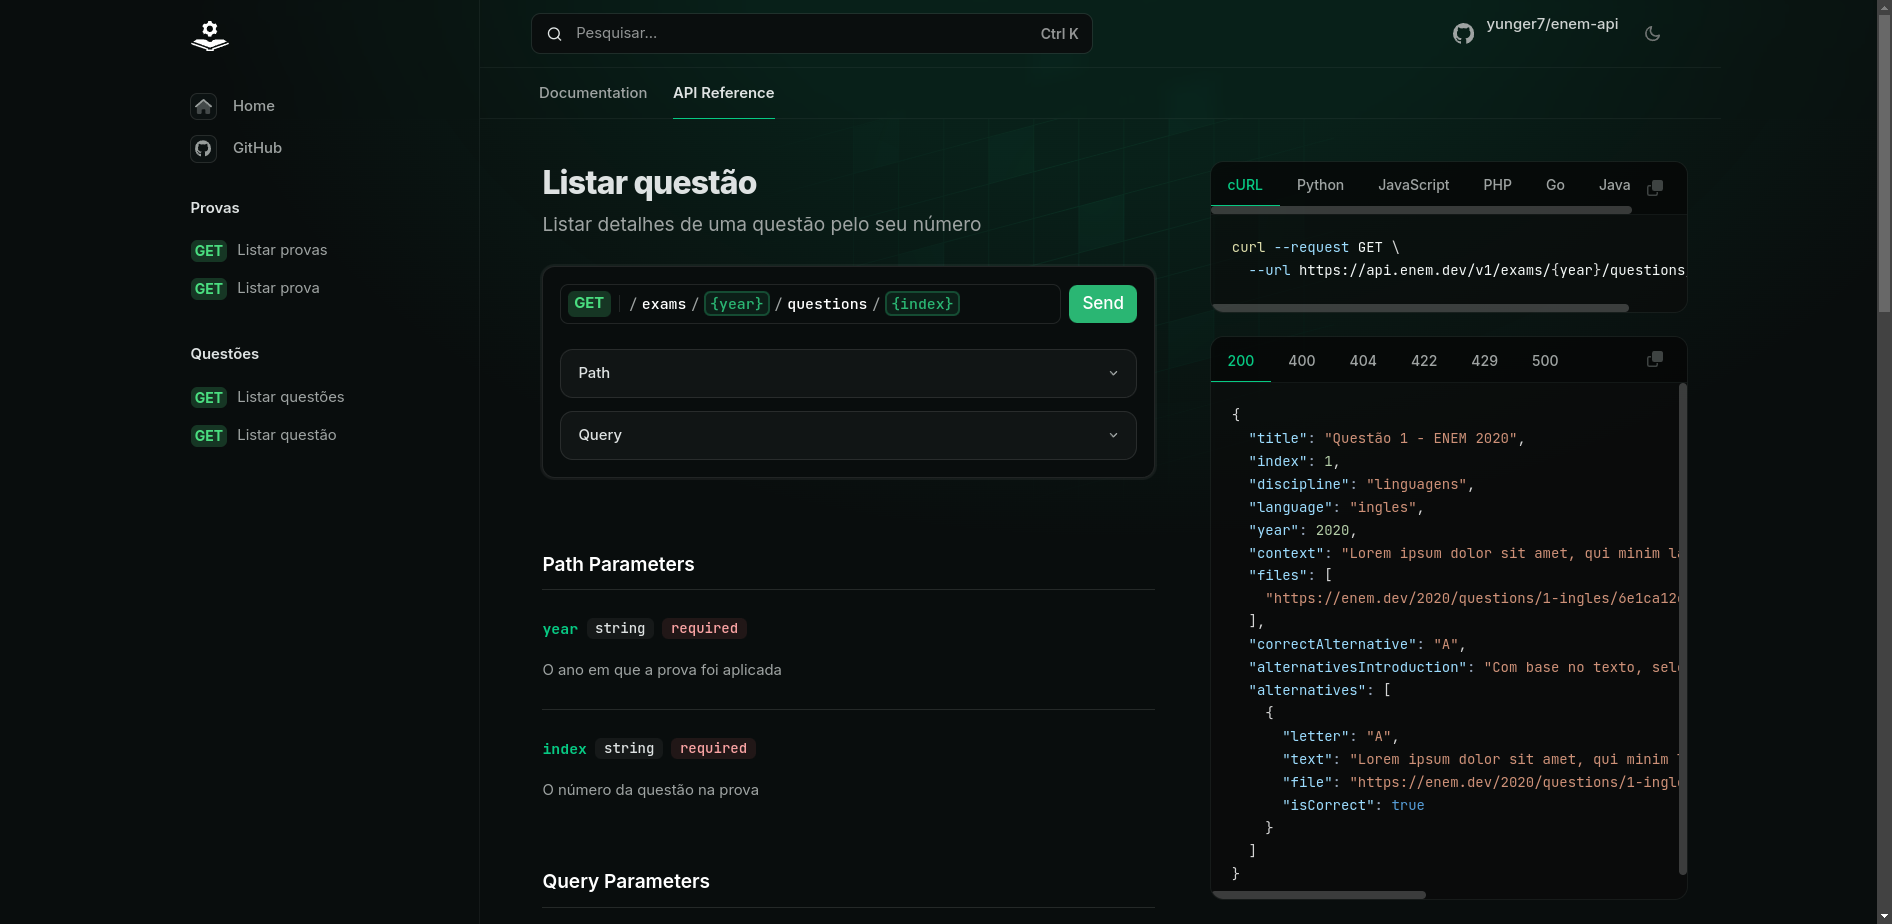 Pesquisar...
Ctrl K
yunger7/enem-api
Documentation
API Reference
Home
GitHub
Provas
GET Listar provas
GET Listar prova
Questões
GET Listar questões
GET Listar questão
Listar questão
Listar detalhes de uma questão pelo seu número
GET / exams / {year} / questions / {index}
Send
Path
Query
Path Parameters
year string required
O ano em que a prova foi aplicada
index string required
O número da questão na prova
Query Parameters
cURL Python JavaScript PHP Go Java
curl --request GET \
--url https://api.enem.dev/v1/exams/{year}/questions
200 400 404 422 429 500
{
"title": "Questão 1 - ENEM 2020",
"index": 1,
"discipline": "linguagens",
"language": "ingles",
"year": 2020,
"context": "Lorem ipsum dolor sit amet, qui minim la
"files": [
"https://enem.dev/2020/questions/1-ingles/6e1ca12
],
"correctAlternative": "A",
"alternativesIntroduction": "Com base no texto, sel
"alternatives": [
{
"letter": "A",
"text": "Lorem ipsum dolor sit amet, qui minim
"file": "https://enem.dev/2020/questions/1-ingl
"isCorrect": true
}
]
}